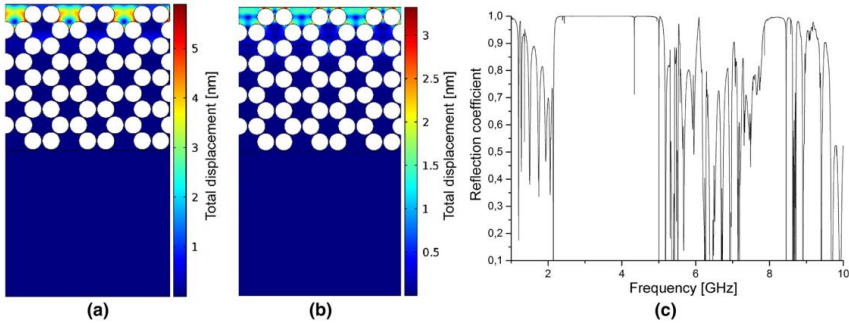 5
4
3
2
1
Total displacement [nm]
(a)
3
2.5
2
1.5
1
0.5
Total displacement [nm]
(b)
1,0
0,9
0,8
0,7
0,6
0,5
0,4
0,3
0,2
0,1
Reflection coefficient
2 4 6 8 10
Frequency [GHz]
(c)